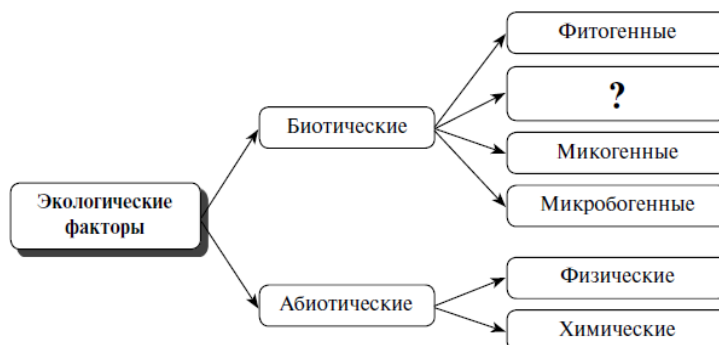 Фитогенные
?
Биотические
Микогенные
Микробогенные
Экологические
факторы
Физические
Абиотические
Химические